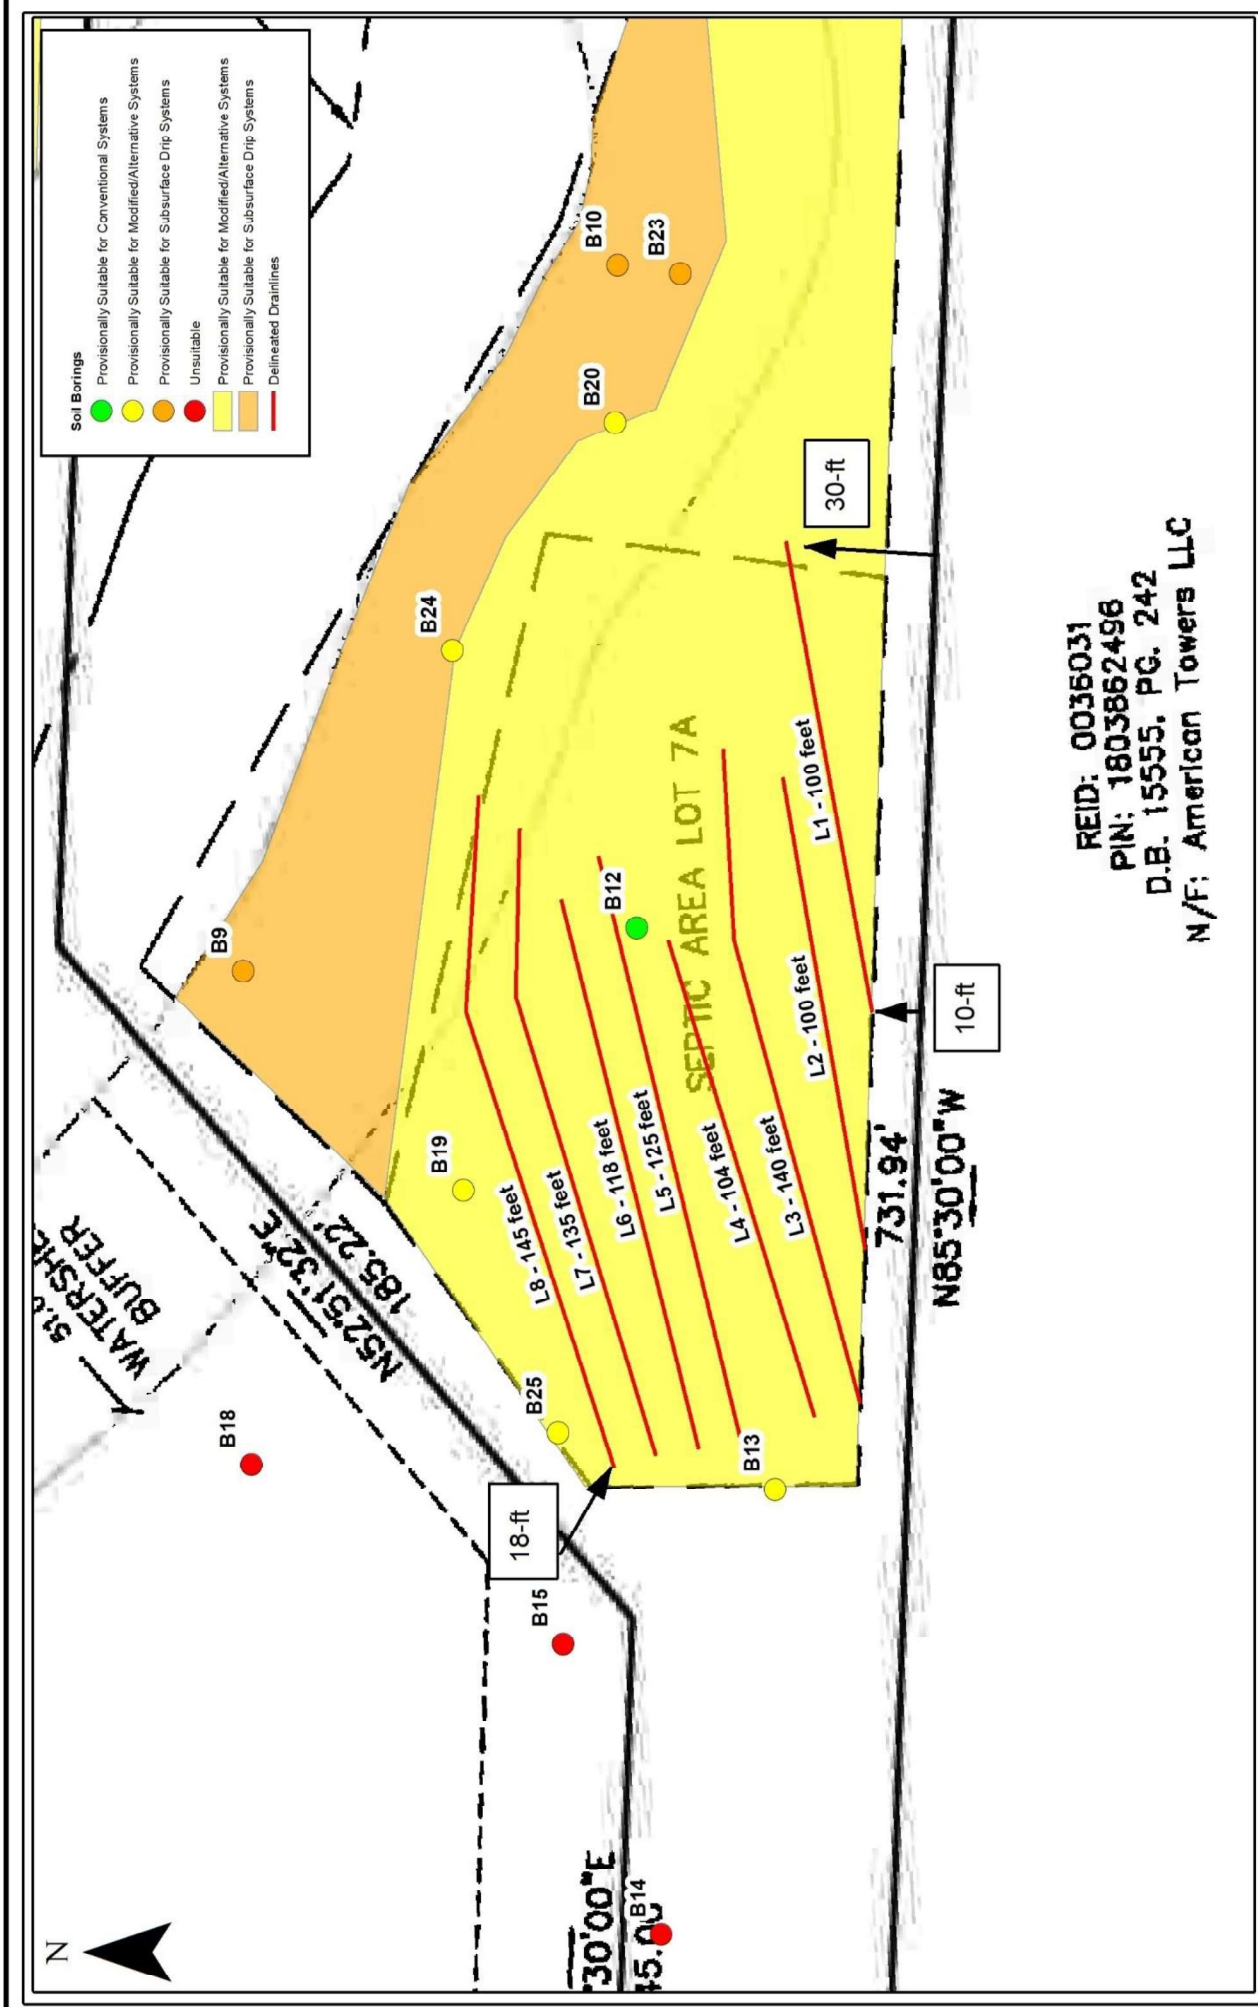 N
Soil Borings
Provisionally Suitable for Conventional Systems
Provisionally Suitable for Modified/Alternative Systems
Provisionally Suitable for Subsurface Drip Systems
Unsuitable
Provisionally Suitable for Modified/Alternative Systems
Provisionally Suitable for Subsurface Drip Systems
Delineated Drainlines
WATERSH
BUFFER
N52°51'32"E
185.22'
B18
B9
B24
B19
B25
B20
B10
B23
B15
18-ft
B12
B13
B14
L8 - 145 feet
L7 - 135 feet
L6 - 118 feet
L5 - 125 feet
L4 - 104 feet
L3 - 140 feet
L2 - 100 feet
L1 - 100 feet
SEPTIC AREA LOT 7A
30-ft
10-ft
'30'00"E
731.94'
N85°30'00"W
REID: 0036031
PIN: 1803862496
D.B. 15555, PG. 242
N/F: American Towers LLC